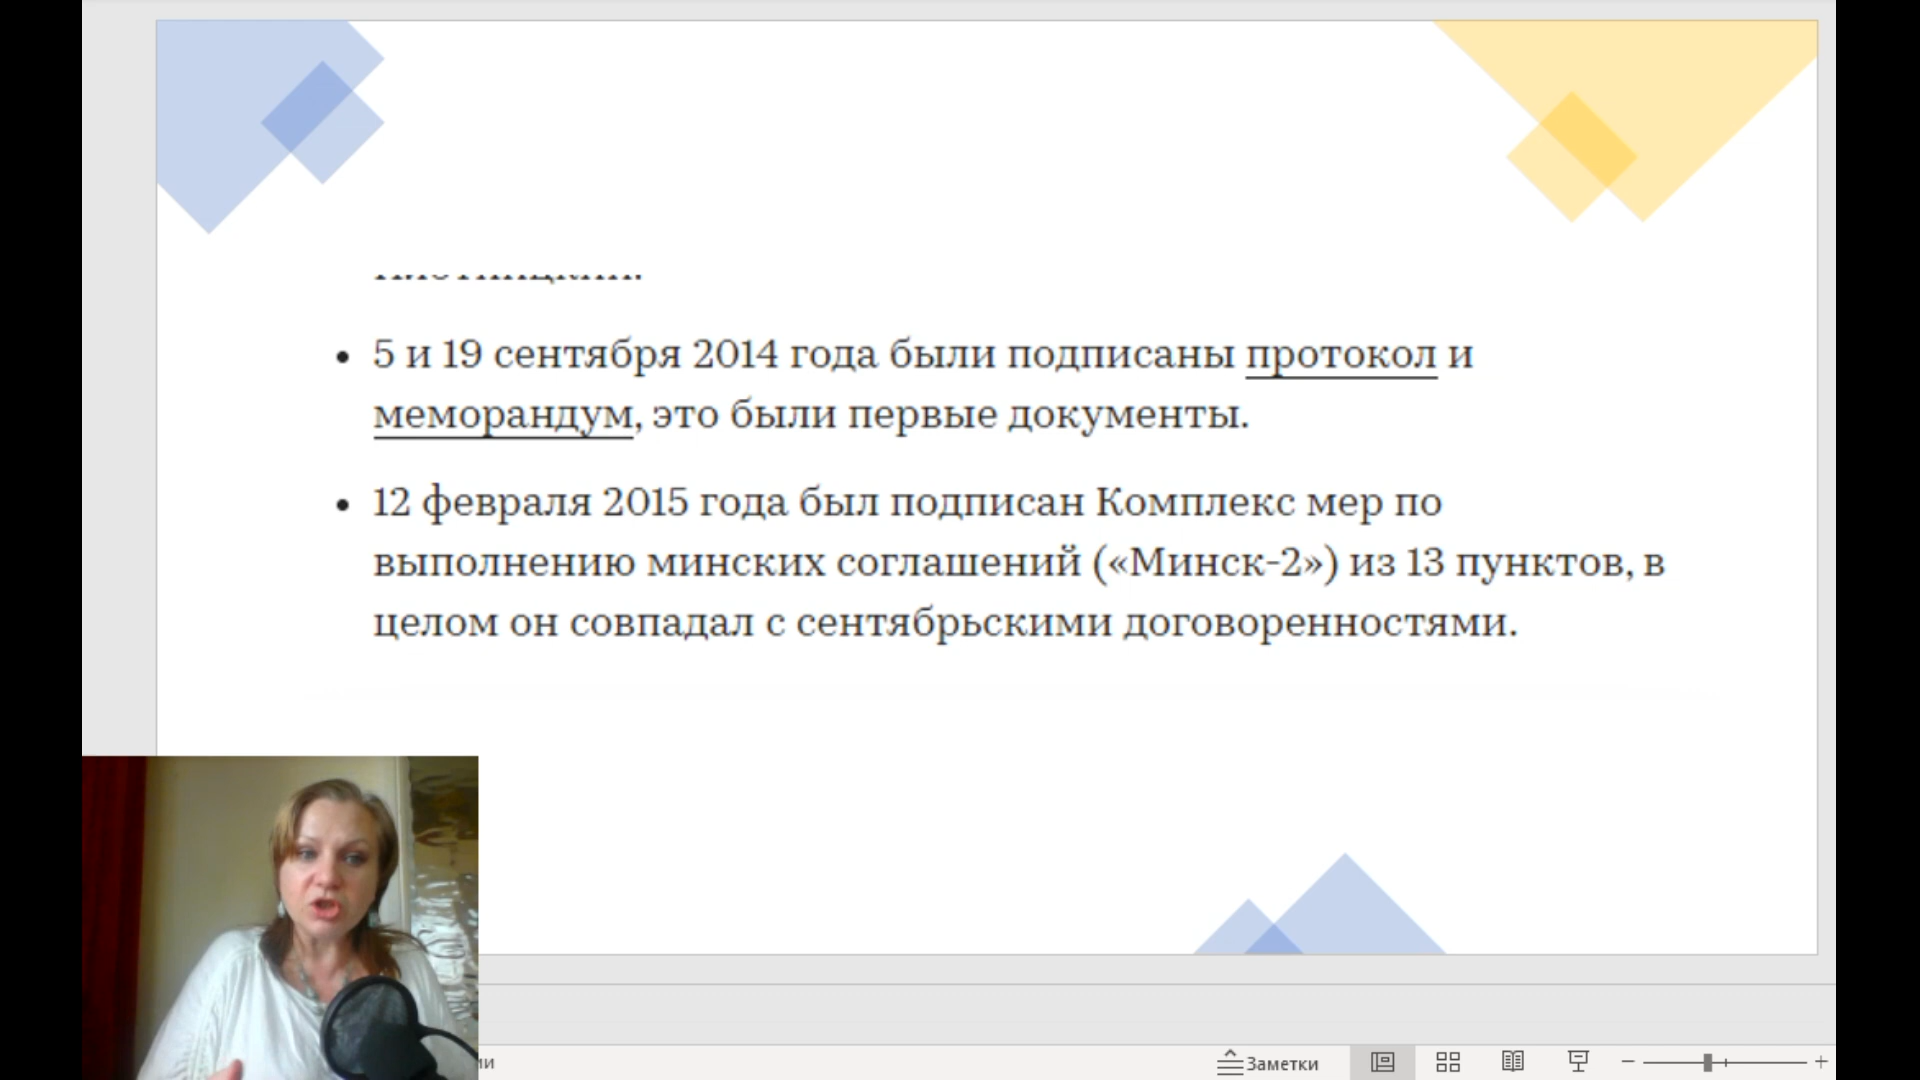 5 и 19 сентября 2014 года были подписаны протокол и
меморандум, это были первые документы.
12 февраля 2015 года был подписан Комплекс мер по
выполнению минских соглашений («Минск-2») из 13 пунктов, в
целом он совпадал с сентябрьскими договоренностями.
Заметки